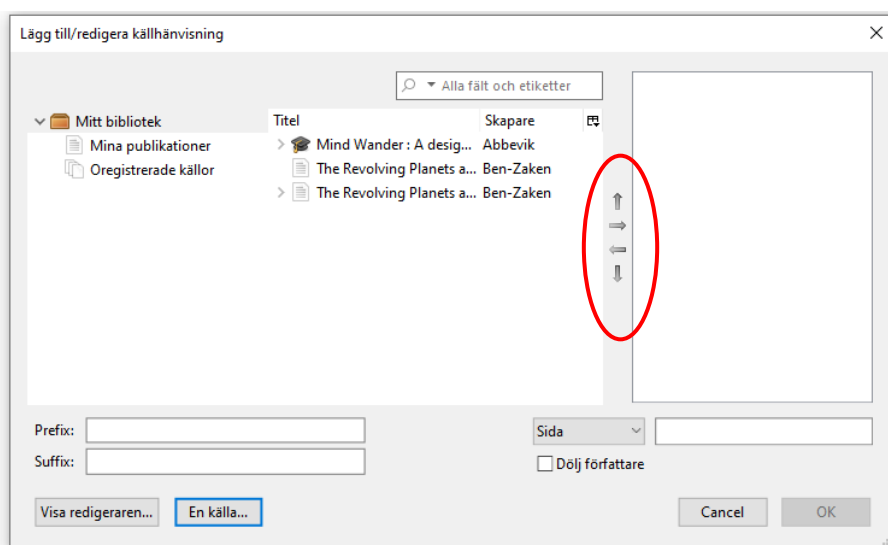 Lägg till/redigera källhänvisning
Alla fält och etiketter
Mitt bibliotek
Mina publikationer
Oregistrerade källor
Titel Skapare
Mind Wander : A desig... Abbevik
The Revolving Planets a... Ben-Zaken
The Revolving Planets a... Ben-Zaken
Prefix:
Suffix:
Sida
Dölj författare
Visa redigeraren... En källa... Cancel OK